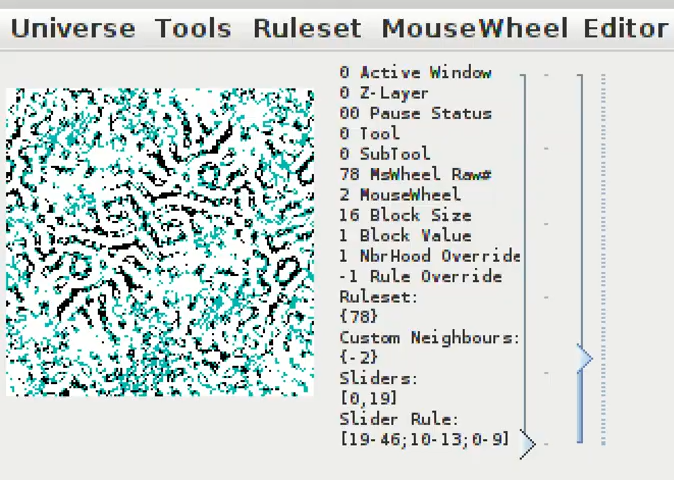 Universe Tools Ruleset MouseWheel Editor
0 Active Window
0 Z-Layer
00 Pause Status
0 Tool
0 SubTool
78 MsWheel Raw#
2 MouseWheel
16 Block Size
1 Block Value
1 NbrHood Override
-1 Rule Override
Ruleset:
{78}
Custom Neighbours:
{-2}
Sliders:
[0,19]
Slider Rule:
[19-46;10-13;0-9]